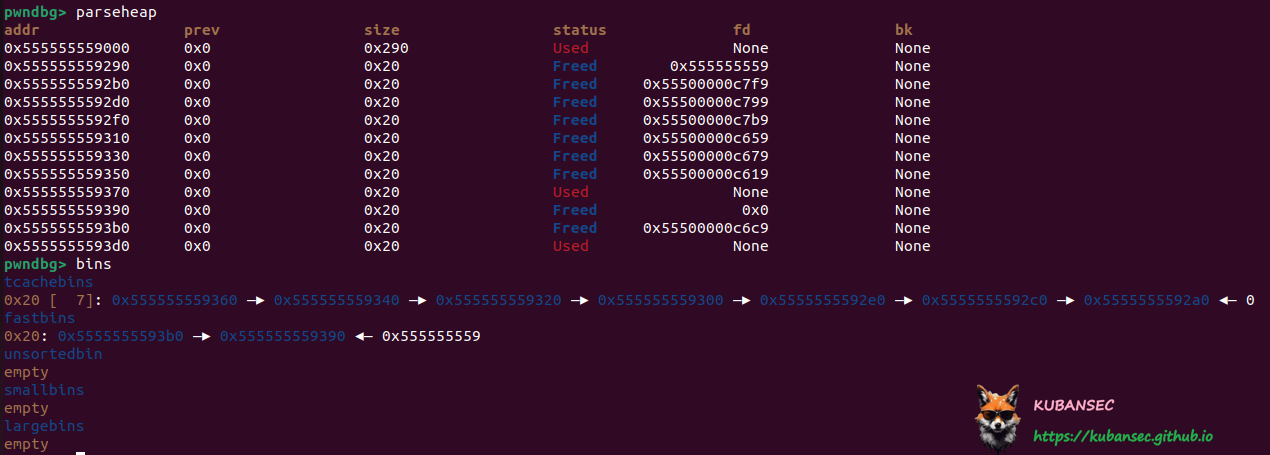 pwndbg> parseheap
addr prev size status fd bk
0x555555559000 0x0 0x290 Used None None
0x555555559290 0x0 0x20 Freed 0x555555559 None
0x5555555592b0 0x0 0x20 Freed 0x55500000c7f9 None
0x5555555592d0 0x0 0x20 Freed 0x55500000c799 None
0x5555555592f0 0x0 0x20 Freed 0x55500000c7b9 None
0x555555559310 0x0 0x20 Freed 0x55500000c659 None
0x555555559330 0x0 0x20 Freed 0x55500000c679 None
0x555555559350 0x0 0x20 Freed 0x55500000c619 None
0x555555559370 0x0 0x20 Used None None
0x555555559390 0x0 0x20 Freed 0x0 None
0x5555555593b0 0x0 0x20 Freed 0x55500000c6c9 None
0x5555555593d0 0x0 0x20 Used None None
pwndbg> bins
tcachebins
0x20 [  7]: 0x555555559360 —▸ 0x555555559340 —▸ 0x555555559320 —▸ 0x555555559300 —▸ 0x5555555592e0 —▸ 0x5555555592c0 —▸ 0x5555555592a0 ◂— 0
fastbins
0x20: 0x5555555593b0 —▸ 0x555555559390 ◂— 0x555555559
unsortedbin
empty
smallbins
empty
largebins
empty
KUBANSEC
https://kubansec.github.io